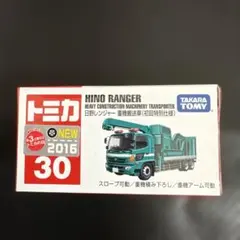 トミカ
NEW
2016
30
HINO RANGER
HEAVY CONSTRUCTION MACHINERY TRANSPORTER
日野レンジャー 重機搬送車(初回特別仕様)
TAKARA
TOMY
スロープ可動/重機積み下ろし/重機アーム可動